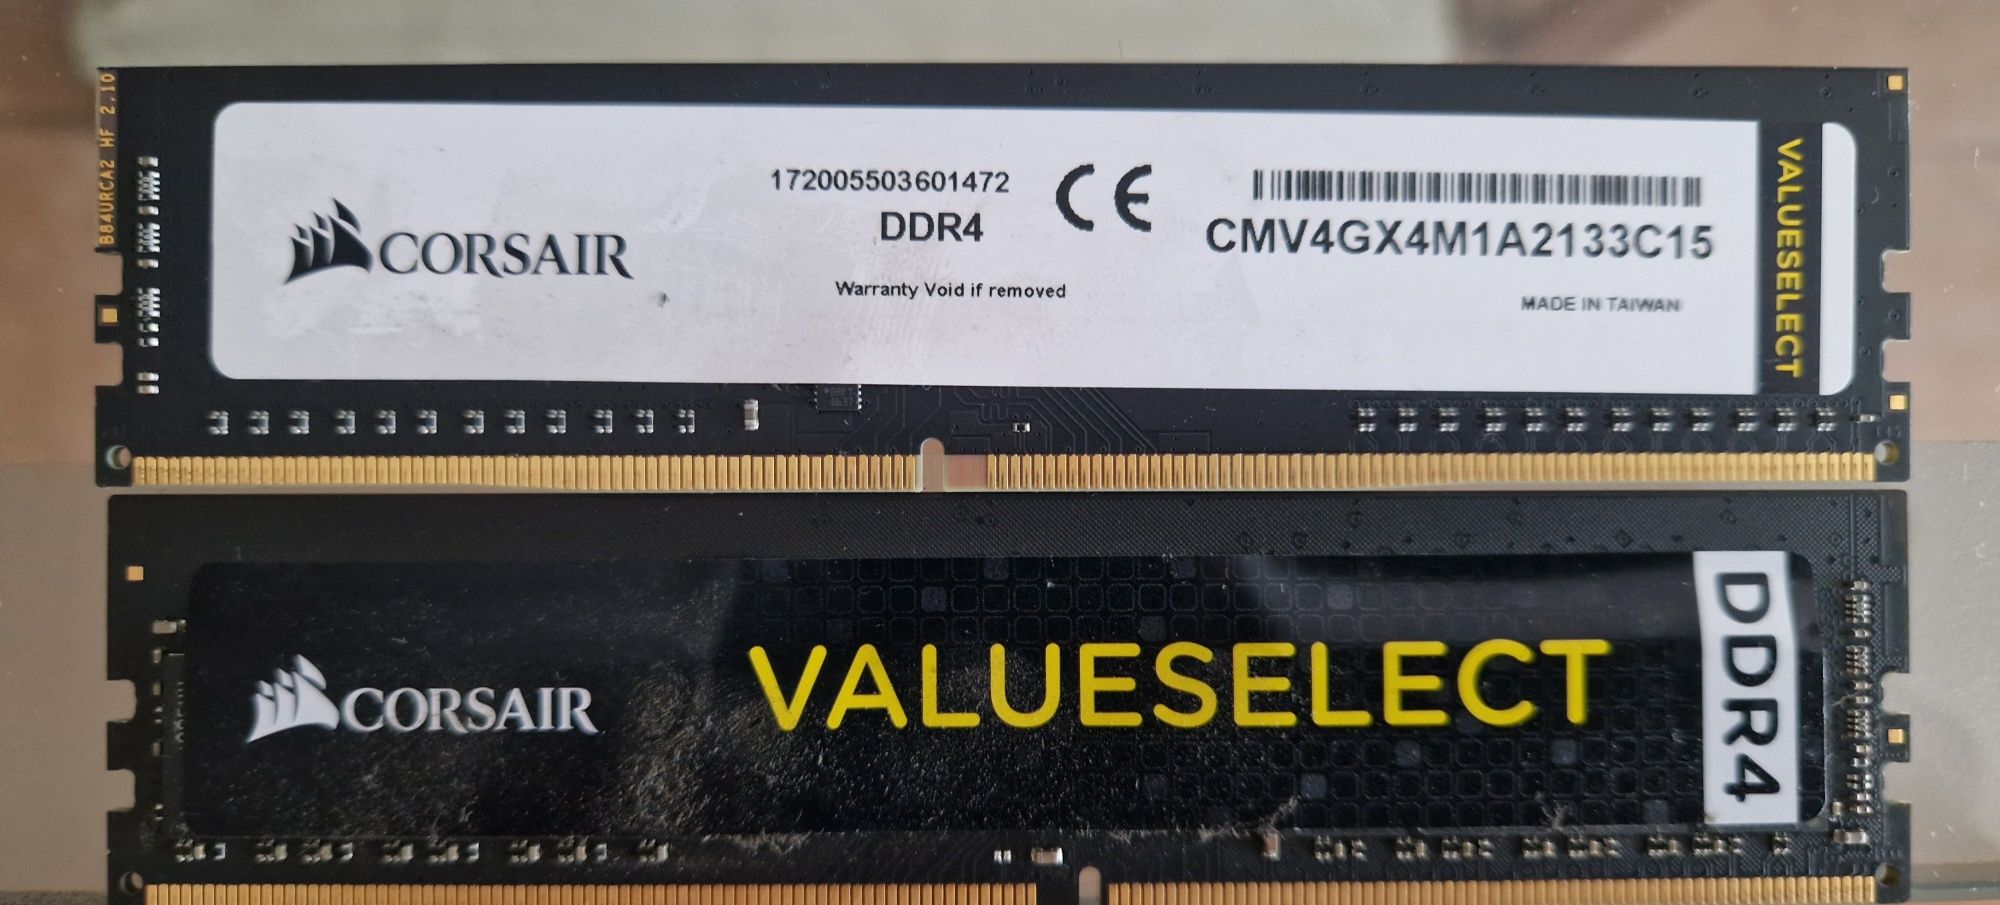 B84URCA2 HF 2.10
CORSAIR
172005503601472
DDR4
Warranty Void if removed
CE
CMV4GX4M1A2133C15
MADE IN TAIWAN
VALUESELECT
CORSAIR
VALUESELECT
DDR4